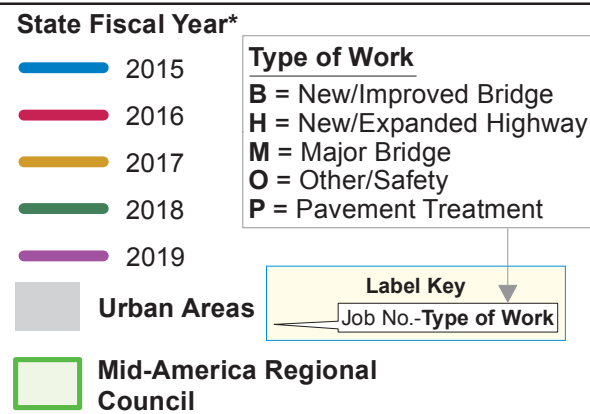 State Fiscal Year*
2015
2016
2017
2018
2019
Urban Areas
Mid-America Regional
Council
Type of Work
B = New/Improved Bridge
H = New/Expanded Highway
M = Major Bridge
O = Other/Safety
P = Pavement Treatment
Label Key
Job No.-Type of Work